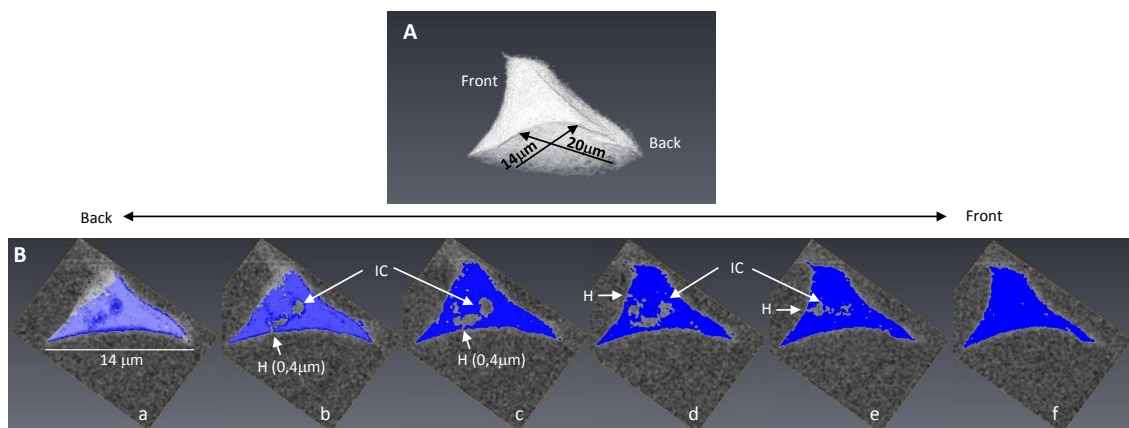 A
Front
Back
14μm
20μm
Back
Front
B
IC
IC
H
H
14 μm
H (0,4μm)
H (0,4μm)
a
b
c
d
e
f